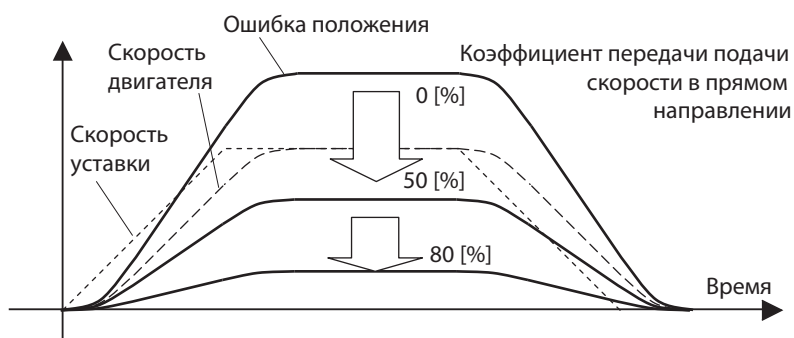 Ошибка положения
Скорость
двигателя
Коэффициент передачи подачи
скорости в прямом
направлении
0 [%]
Скорость
уставки
50 [%]
80 [%]
Время